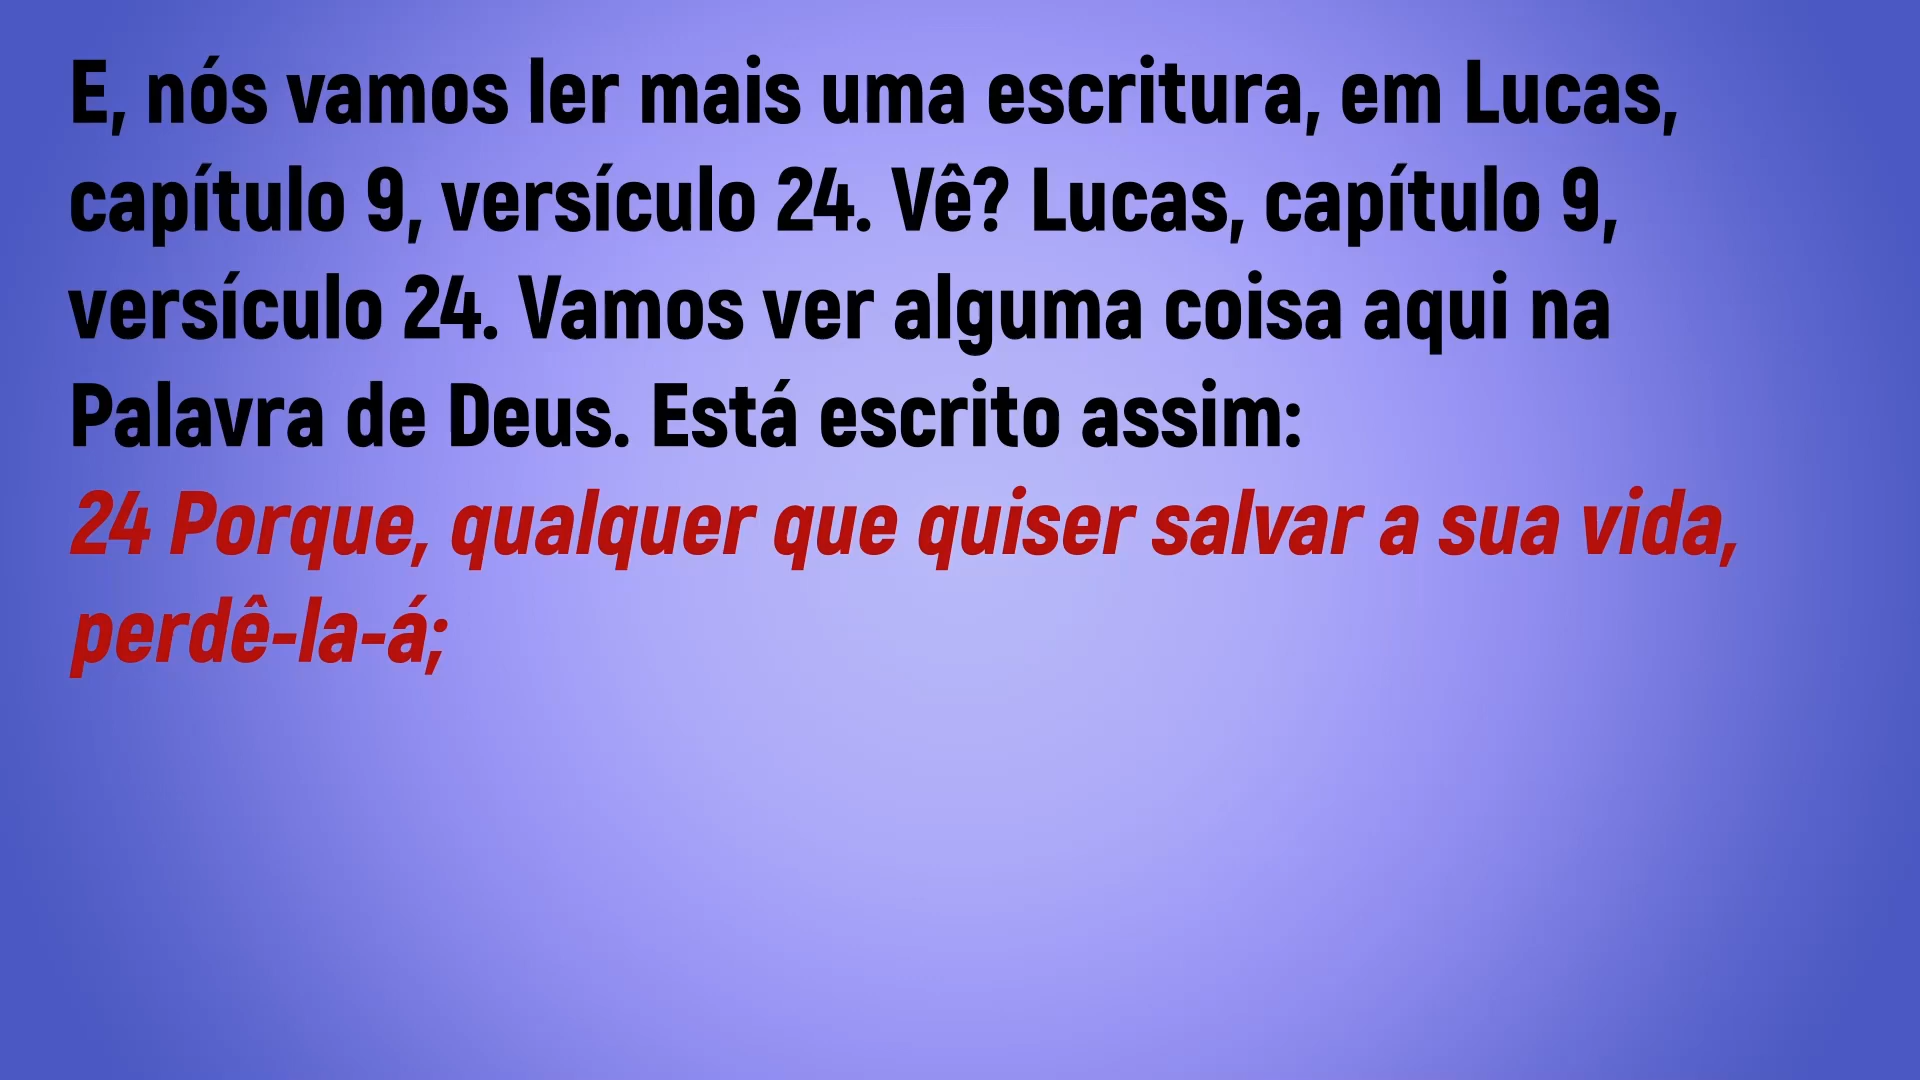 E, nós vamos ler mais uma escritura, em Lucas,
capítulo 9, versículo 24. Vê? Lucas, capítulo 9,
versículo 24. Vamos ver alguma coisa aqui na
Palavra de Deus. Está escrito assim:
24 Porque, qualquer que quiser salvar a sua vida,
perdê-la-á;